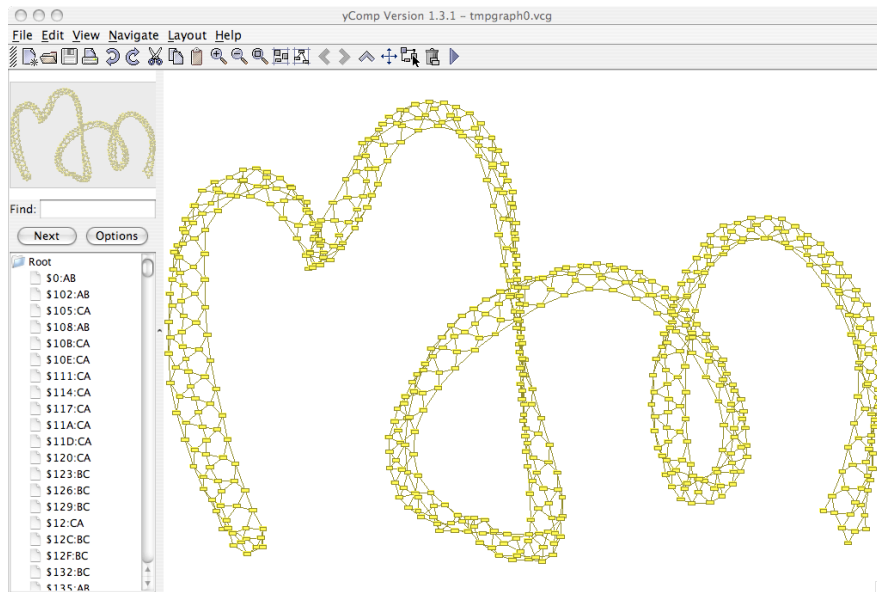 yComp Version 1.3.1 – tmpgraph0.vcg
File Edit View Navigate Layout Help
Find:
Next Options
Root
$0:AB
$102:AB
$105:CA
$108:AB
$10B:CA
$10E:CA
$111:CA
$114:CA
$117:CA
$11A:CA
$11D:CA
$120:CA
$123:BC
$126:BC
$129:BC
$12:CA
$12C:BC
$12F:BC
$132:BC
$135:AB